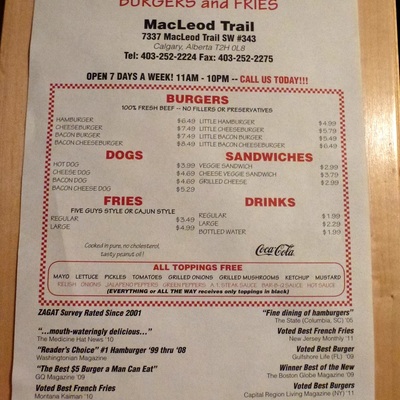 BURGERS and FRIES
MacLeod Trail
7337 MacLeod Trail SW #343
Calgary, Alberta T2H 0L8
Tel: 403-252-2224 Fax: 403-252-2275
OPEN 7 DAYS A WEEK! 11AM - 10PM -- CALL US TODAY!!!
BURGERS
100% FRESH BEEF -- NO FILLERS OR PRESERVATIVES
HAMBURGER $6.49 LITTLE HAMBURGER $4.99
CHEESEBURGER $7.49 LITTLE CHEESEBURGER $5.79
BACON BURGER $7.49 LITTLE BACON BURGER $5.49
BACON CHEESEBURGER $8.49 LITTLE BACON CHEESEBURGER $6.49
DOGS SANDWICHES
HOT DOG $3.99 VEGGIE SANDWICH $2.99
CHEESE DOG $4.69 CHEESE VEGGIE SANDWICH $3.79
BACON DOG $4.69 GRILLED CHEESE $2.99
BACON CHEESE DOG $5.29
FRIES DRINKS
FIVE GUYS STYLE OR CAJUN STYLE
REGULAR $3.49 REGULAR $1.99
LARGE $4.99 LARGE $2.29
BOTTLED WATER $1.99
Cooked in pure, no cholesterol,
tasty peanut oil!
Coca-Cola
ALL TOPPINGS FREE
MAYO LETTUCE PICKLES TOMATOES GRILLED ONIONS GRILLED MUSHROOMS KETCHUP MUSTARD
RELISH ONIONS JALAPENO PEPPERS GREEN PEPPERS A.1. STEAK SAUCE BAR-B-Q SAUCE HOT SAUCE
(EVERYTHING or ALL THE WAY receives only toppings in black)
ZAGAT Survey Rated Since 2001
"Fine dining of hamburgers"
The State (Columbia, SC) '05
"...mouth-wateringly delicious..."
The Medicine Hat News '10
Voted Best French Fries
New Jersey Monthly '11
"Reader's Choice" #1 Hamburger '99 thru '08
Washingtonian Magazine
Voted Best Burger
Gulfshore Life (FL) '09
"The Best $5 Burger a Man Can Eat"
GQ Magazine '09
Winner Best of the New
The Boston Globe Magazine '09
Voted Best French Fries
Montana Kaiman '10
Voted Best Burgers
Capital Region Living Magazine (NY) '11